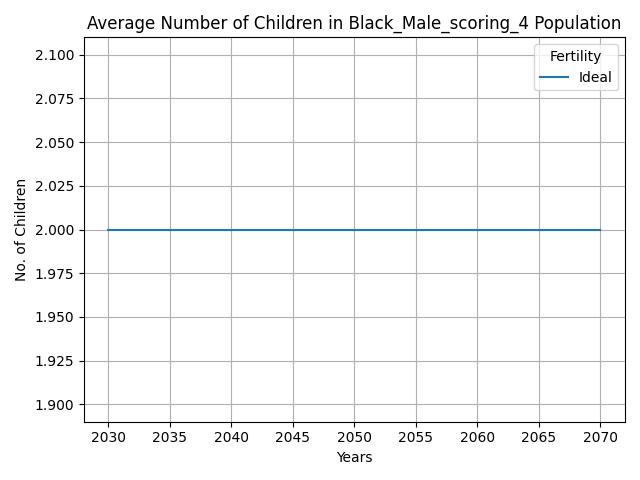 Average Number of Children in Black_Male_scoring_4 Population
Fertility
Ideal
No. of Children
2.100
2.075
2.050
2.025
2.000
1.975
1.950
1.925
1.900
2030 2035 2040 2045 2050 2055 2060 2065 2070
Years